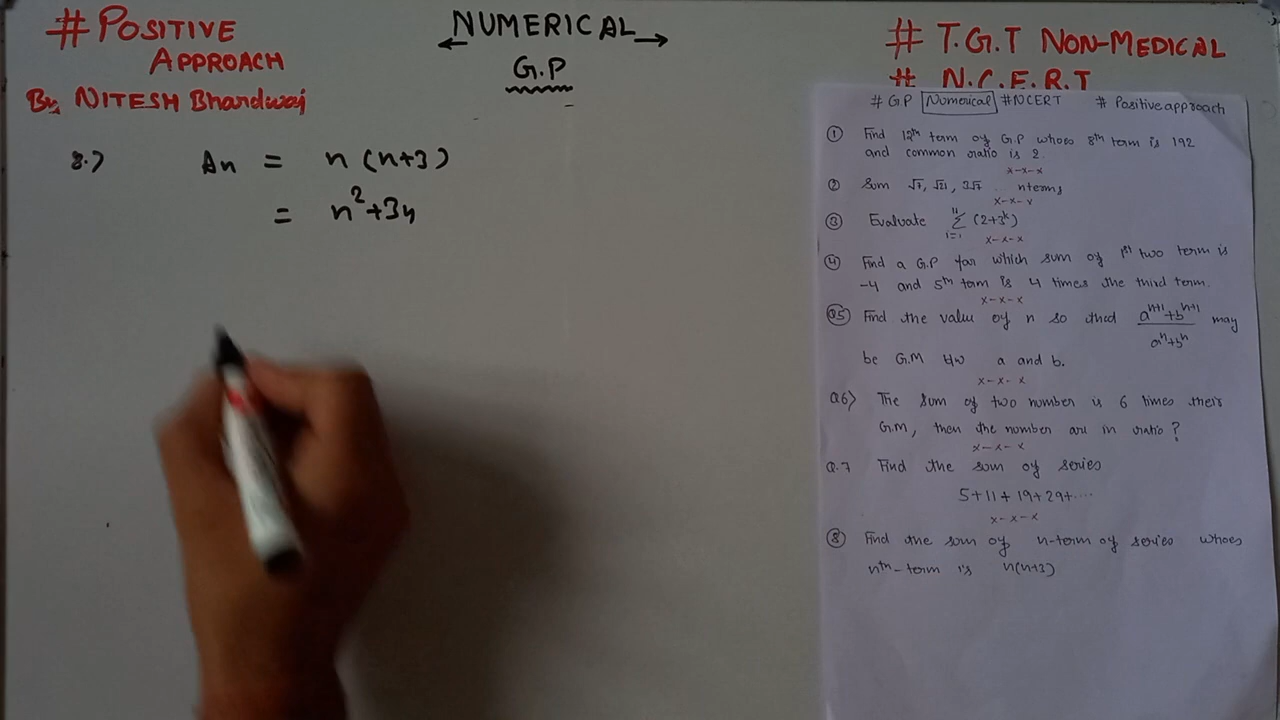 # POSITIVE
APPROACH
By NITESH Bhardwaj
NUMERICAL
G.P
# T.G.T NON-MEDICAL
# N.C.E.R.T
8.) An = n(n+3)
= n²+3n
# GP Numerical #NCERT # Positive approach
① Find 12th term of G.P whose 8th term is 192
and common ratio is 2.
x-x-x
② Sum √7, √21, 3√7 . nterms
x-x-x
③ Evaluate 11 Σ i=1 (2+3^k)
x-x-x
④ Find a G.P for which sum of 1st two term is
-4 and 5th term is 4 times the third term.
x-x-x
Q5 Find the value of n so that (a^n+1 + b^n+1)/(a^n+b^n) may
be G.M b/w a and b.
x-x-x
Q6) The sum of two number is 6 times their
G.M, then the number are in ratio?
x-x-x
Q.7 Find the sum of series
5+11+19+29+....
x-x-x
⑧ Find the sum of n-term of series whoes
nth-term is n(n+3)